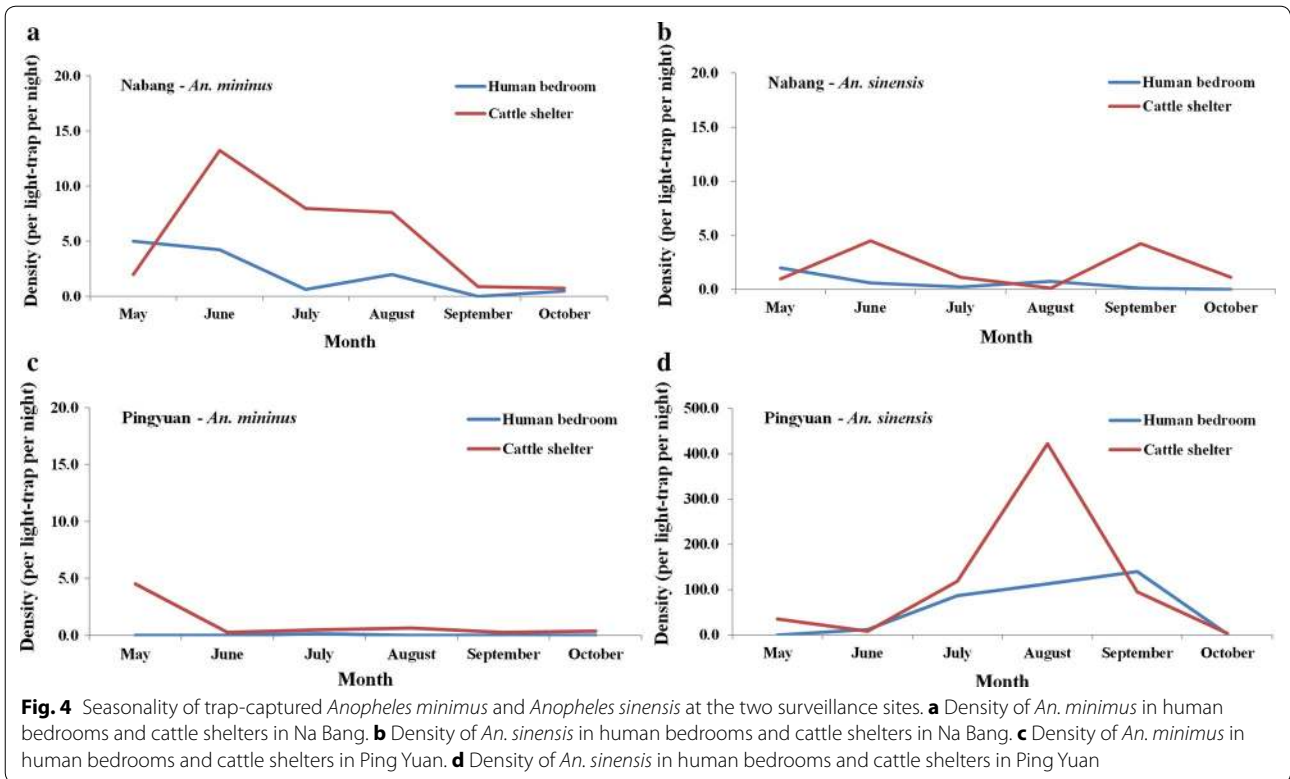 a
Nabang - An. mininus
Human bedroom
Cattle shelter
Density (per light-trap per night)
20.0
15.0
10.0
5.0
0.0
May June July August September October
Month
b
Nabang - An. sinensis
Human bedroom
Cattle shelter
Density (per light-trap per night)
20.0
15.0
10.0
5.0
0.0
May June July August September October
Month
c
Pingyuan - An. mininus
Human bedroom
Cattle shelter
Density (per light-trap per night)
20.0
15.0
10.0
5.0
0.0
May June July August September October
Month
d
Pingyuan - An. sinensis
Human bedroom
Cattle shelter
Density (per light-trap per night)
500.0
400.0
300.0
200.0
100.0
0.0
May June July August September October
Month
Fig. 4 Seasonality of trap-captured Anopheles minimus and Anopheles sinensis at the two surveillance sites. a Density of An. minimus in human
bedrooms and cattle shelters in Na Bang. b Density of An. sinensis in human bedrooms and cattle shelters in Na Bang. c Density of An. minimus in
human bedrooms and cattle shelters in Ping Yuan. d Density of An. sinensis in human bedrooms and cattle shelters in Ping Yuan